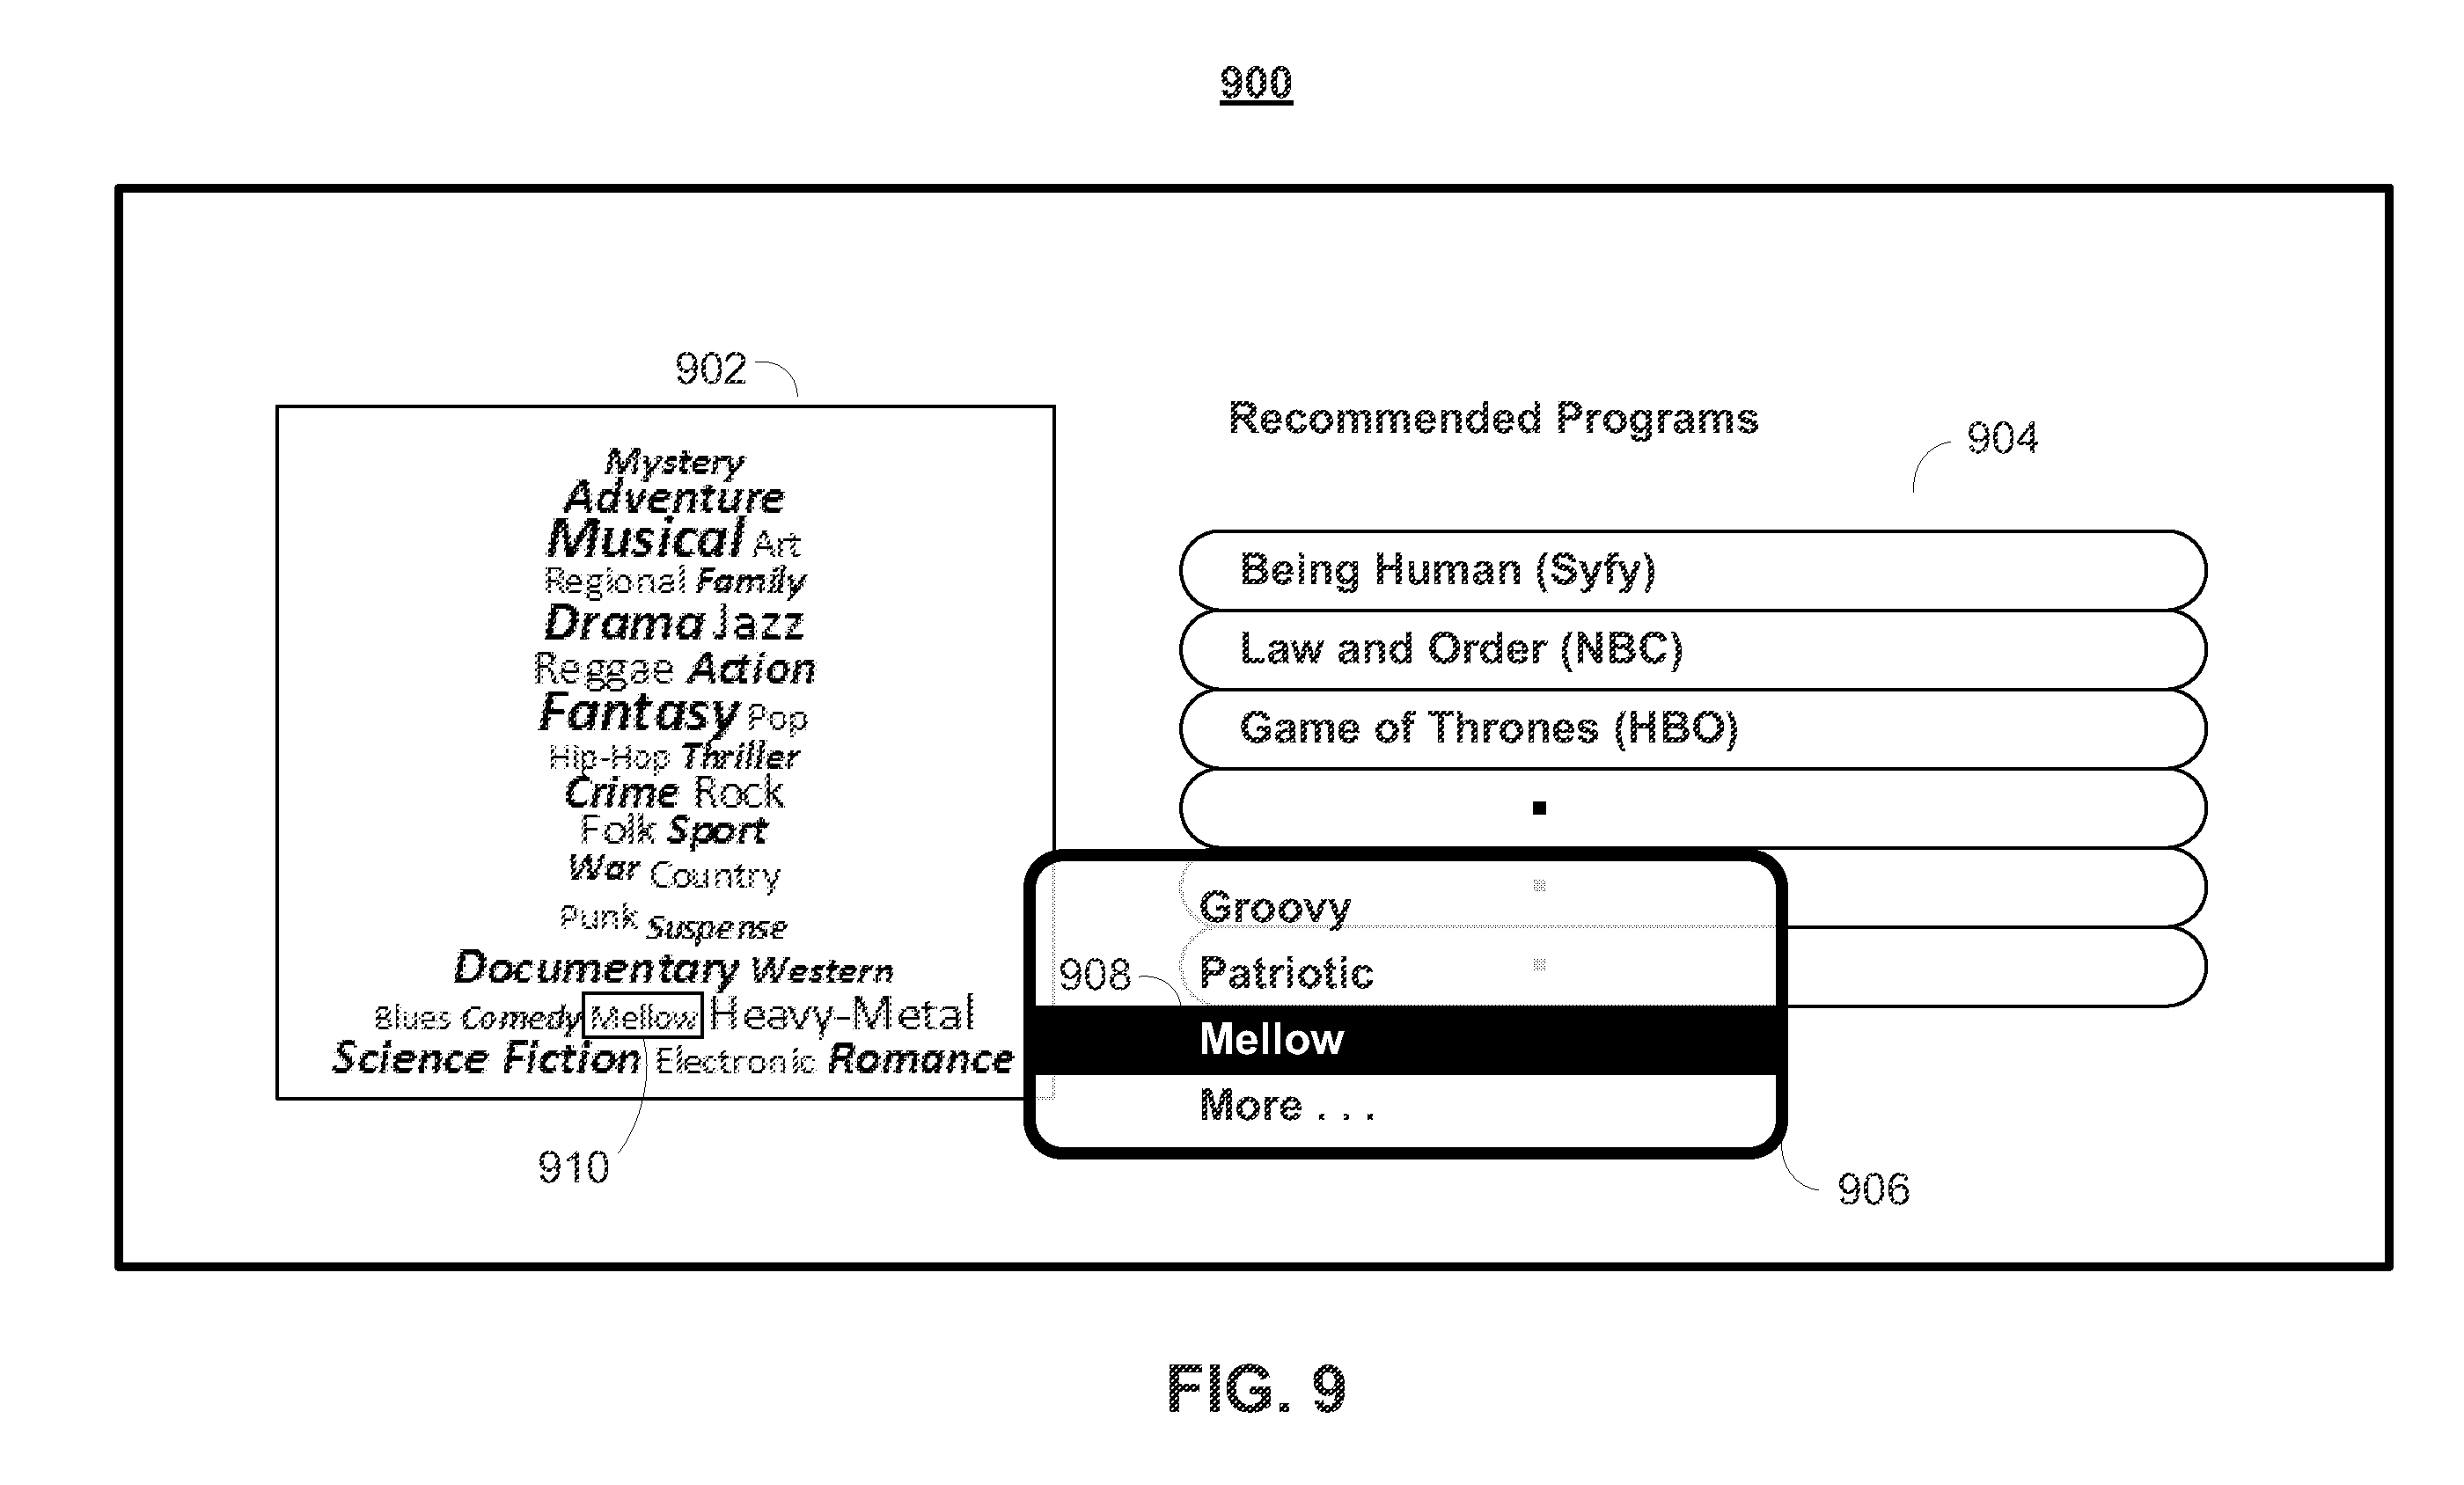 900
902
Mystery
Adventure
Musical Art
Regional Family
Drama Jazz
Reggae Action
Fantasy Pop
Hip-Hop Thriller
Crime Rock
Folk Sport
War Country
Punk Suspense
Documentary Western
Blues Comedy Mellow Heavy-Metal
Science Fiction Electronic Romance
910
Recommended Programs
904
Being Human (Syfy)
Law and Order (NBC)
Game of Thrones (HBO)
Groovy
908
Patriotic
Mellow
More . . .
906
FIG. 9